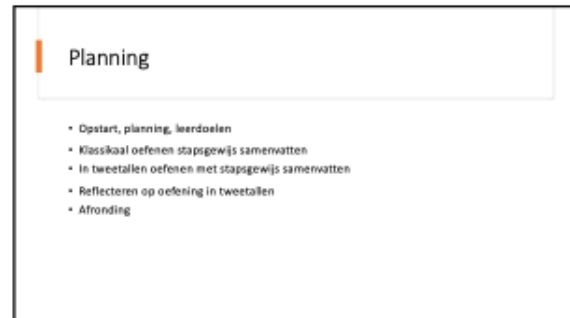 Planning
• Opstart, planning, leerdoelen
• Klassikaal oefenen stapsgewijs samenvatten
• In tweetallen oefenen met stapsgewijs samenvatten
• Reflecteren op oefening in tweetallen
• Afronding